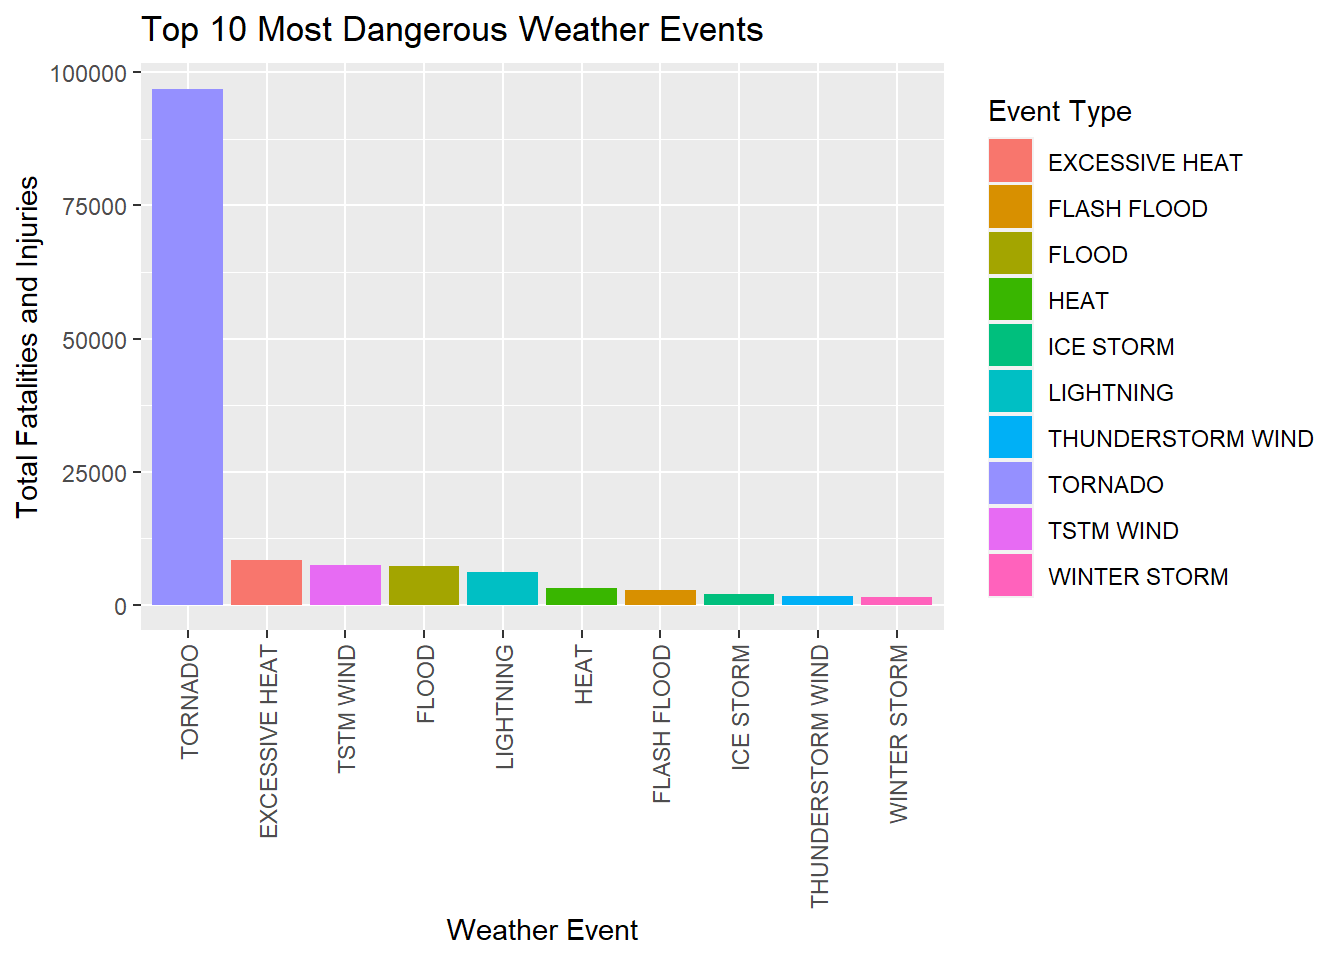 Top 10 Most Dangerous Weather Events
Total Fatalities and Injuries
100000
75000
50000
25000
0
TORNADO
EXCESSIVE HEAT
TSTM WIND
FLOOD
LIGHTNING
HEAT
FLASH FLOOD
ICE STORM
THUNDERSTORM WIND
WINTER STORM
Weather Event
Event Type
EXCESSIVE HEAT
FLASH FLOOD
FLOOD
HEAT
ICE STORM
LIGHTNING
THUNDERSTORM WIND
TORNADO
TSTM WIND
WINTER STORM